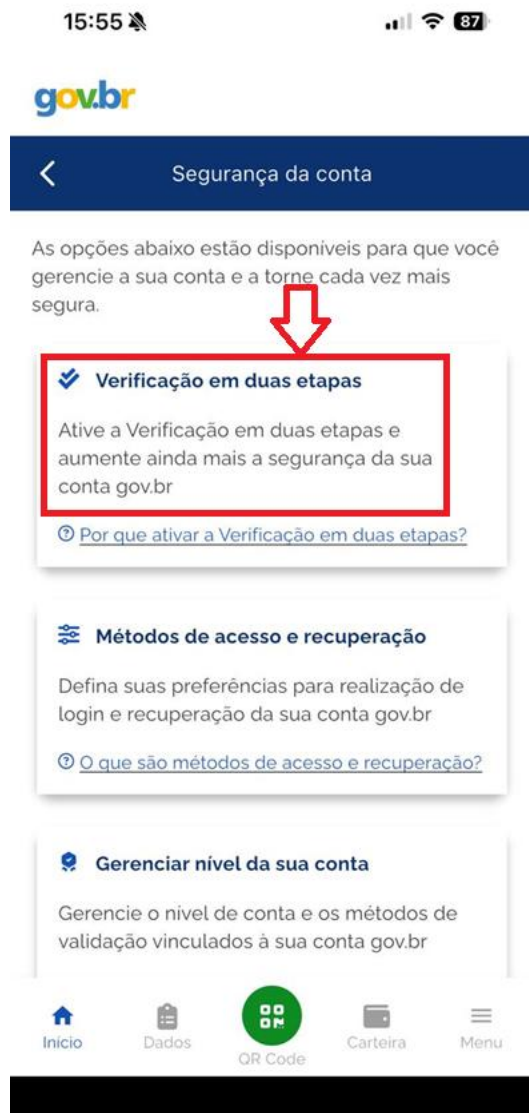 15:55
87
gov.br
Segurança da conta
As opções abaixo estão disponíveis para que você
gerencie a sua conta e a torne cada vez mais
segura.
Verificação em duas etapas
Ative a Verificação em duas etapas e
aumente ainda mais a segurança da sua
conta gov.br
Por que ativar a Verificação em duas etapas?
Métodos de acesso e recuperação
Defina suas preferências para realização de
login e recuperação da sua conta gov.br
O que são métodos de acesso e recuperação?
Gerenciar nível da sua conta
Gerencie o nível de conta e os métodos de
validação vinculados à sua conta gov.br
Início
Dados
QR Code
Carteira
Menu